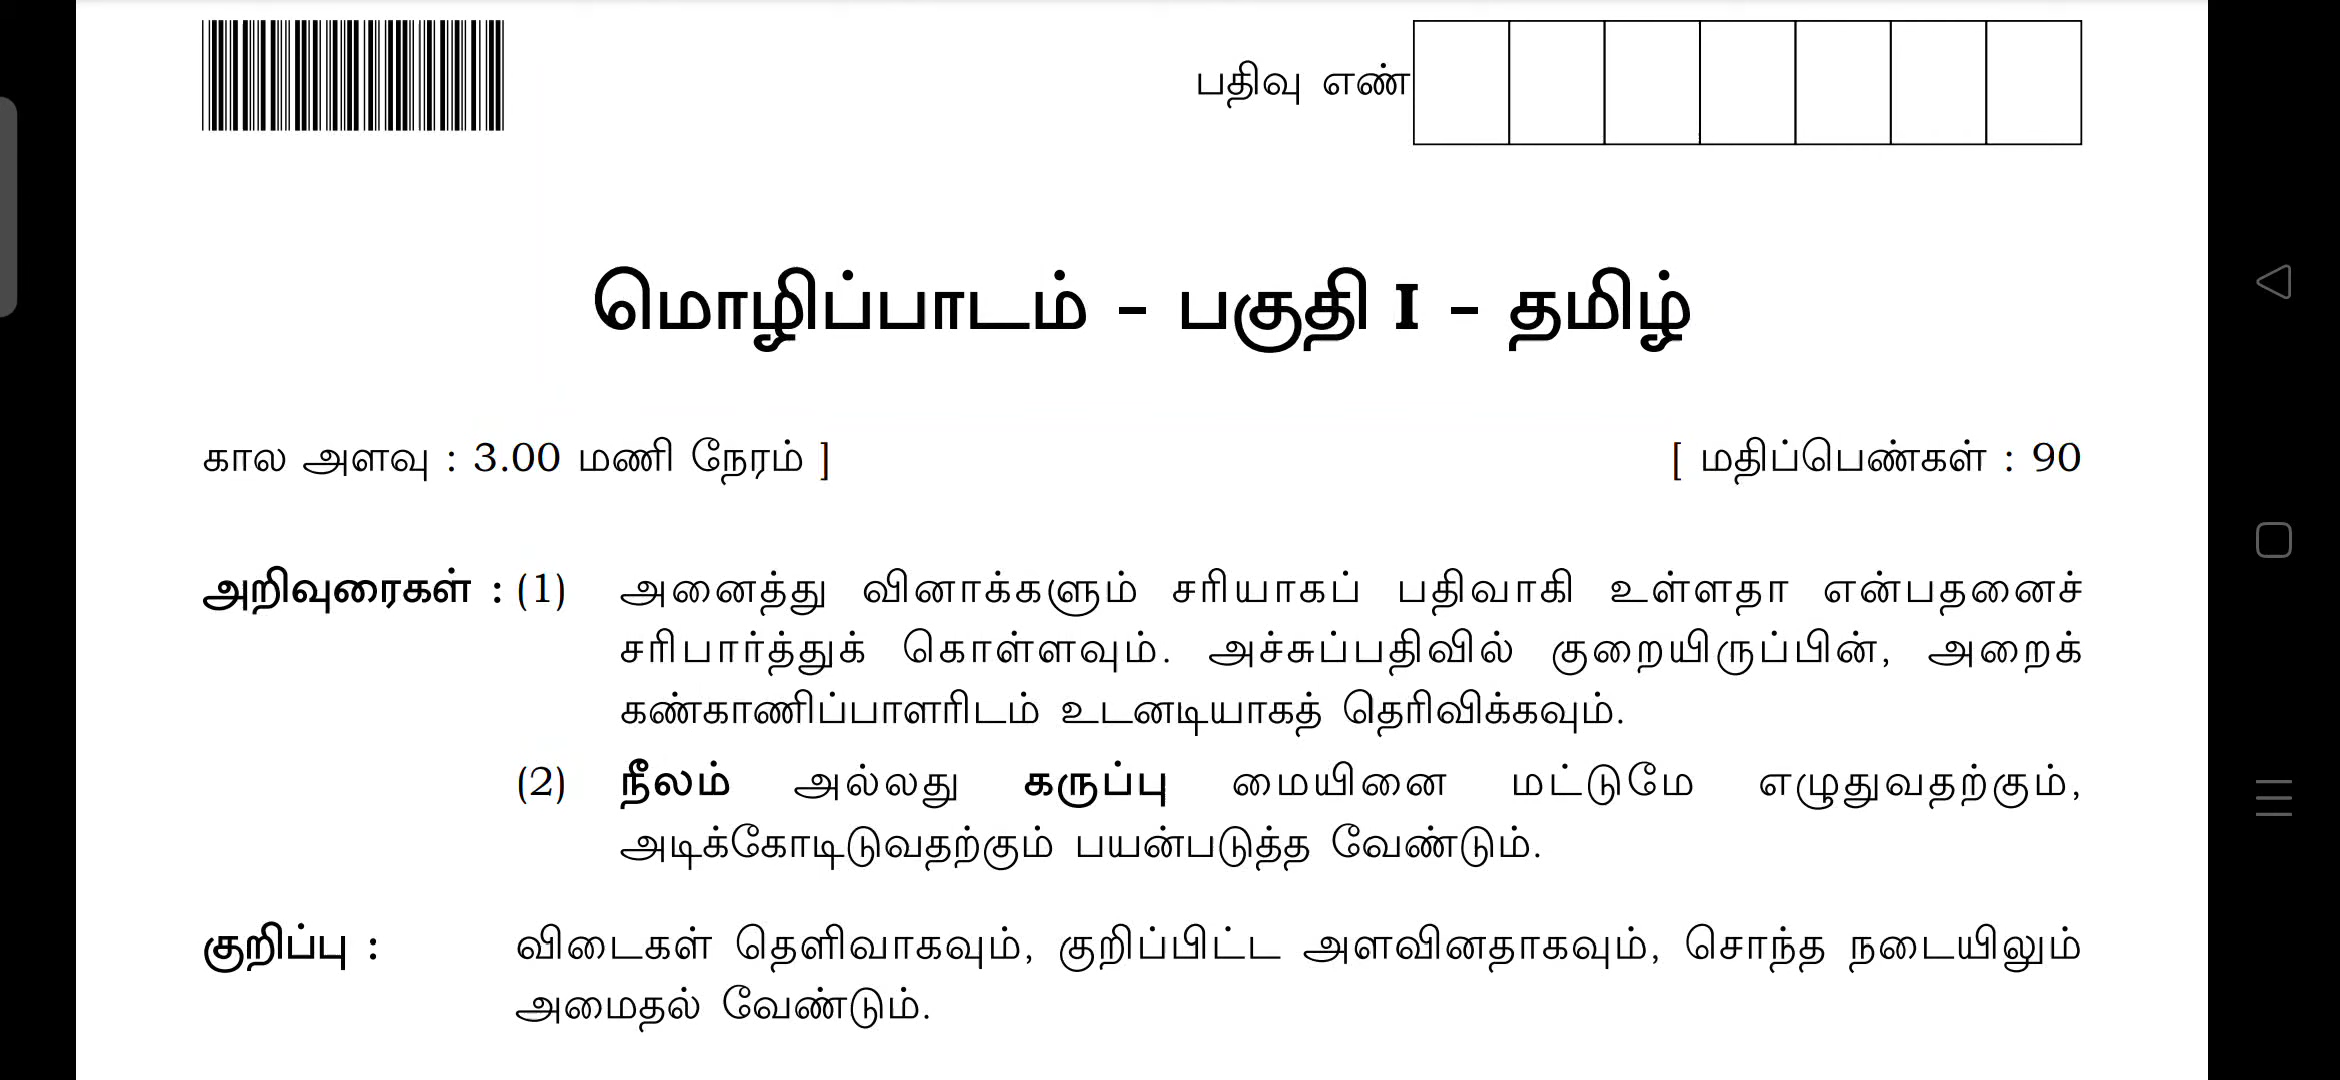 பதிவு எண்
மொழிப்பாடம் – பகுதி I – தமிழ்
கால அளவு : 3.00 மணி நேரம் ] [ மதிப்பெண்கள் : 90
அறிவுரைகள் : (1) அனைத்து வினாக்களும் சரியாகப் பதிவாகி உள்ளதா என்பதனைச்
சரிபார்த்துக் கொள்ளவும். அச்சுப்பதிவில் குறையிருப்பின், அறைக்
கண்காணிப்பாளரிடம் உடனடியாகத் தெரிவிக்கவும்.
(2) நீலம் அல்லது கருப்பு மையினை மட்டுமே எழுதுவதற்கும்,
அடிக்கோடிடுவதற்கும் பயன்படுத்த வேண்டும்.
குறிப்பு : விடைகள் தெளிவாகவும், குறிப்பிட்ட அளவினதாகவும், சொந்த நடையிலும்
அமைதல் வேண்டும்.